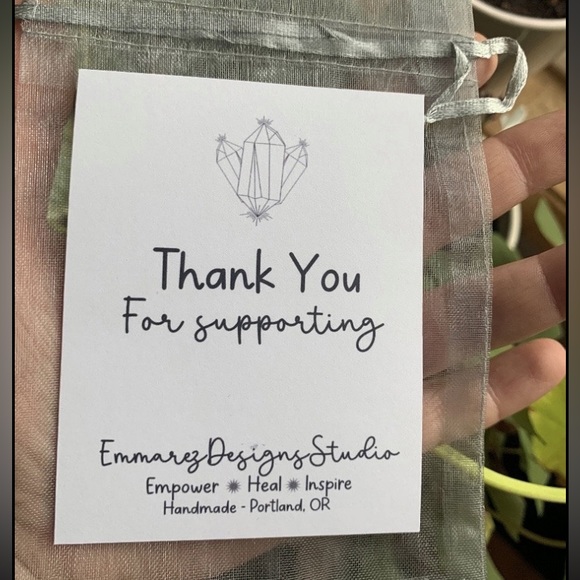 Thank You
For supporting
EmmarezDesignsStudio
Empower ✷ Heal ✷ Inspire
Handmade - Portland, OR